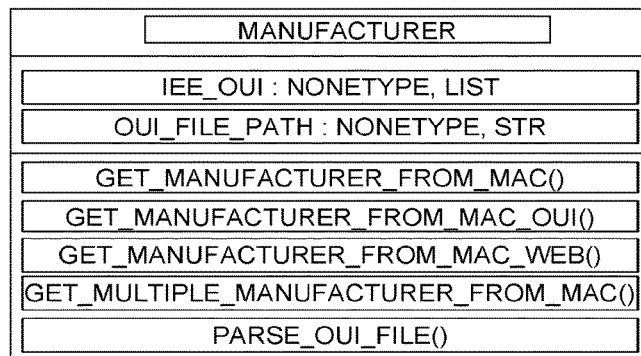 MANUFACTURER
IEE_OUI : NONETYPE, LIST
OUI_FILE_PATH : NONETYPE, STR
GET_MANUFACTURER_FROM_MAC()
GET_MANUFACTURER_FROM_MAC_OUI()
GET_MANUFACTURER_FROM_MAC_WEB()
GET_MULTIPLE_MANUFACTURER_FROM_MAC()
PARSE_OUI_FILE()